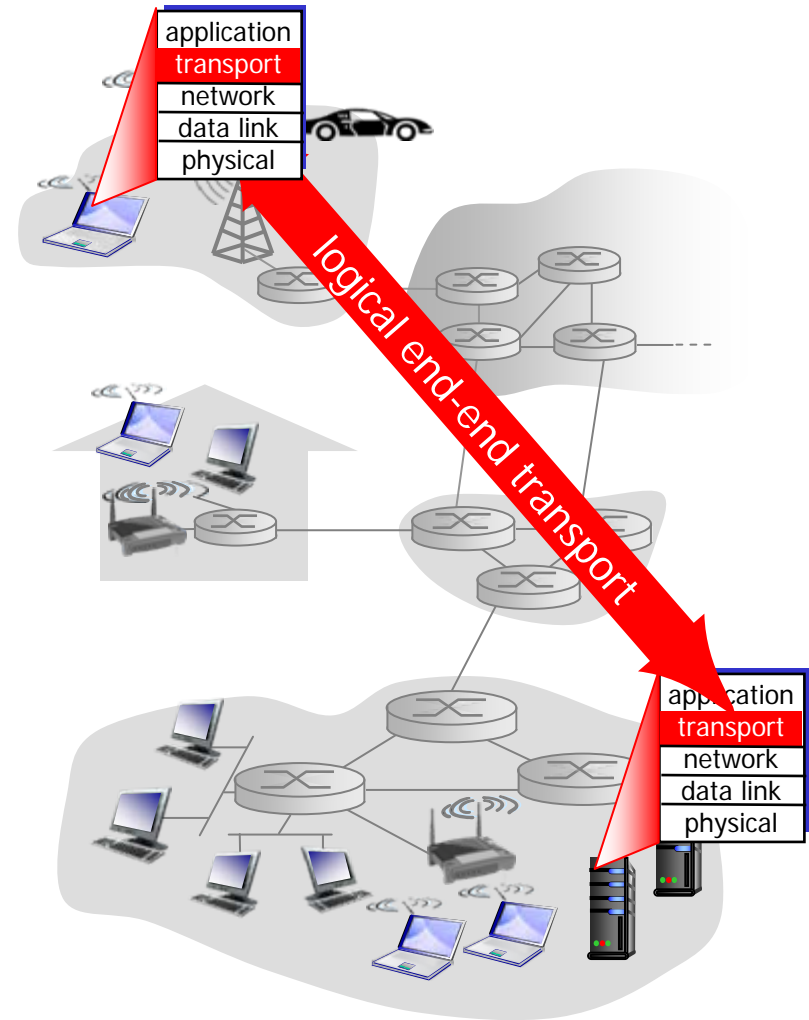 application
transport
network
data link
physical
logical end-end transport
application
transport
network
data link
physical